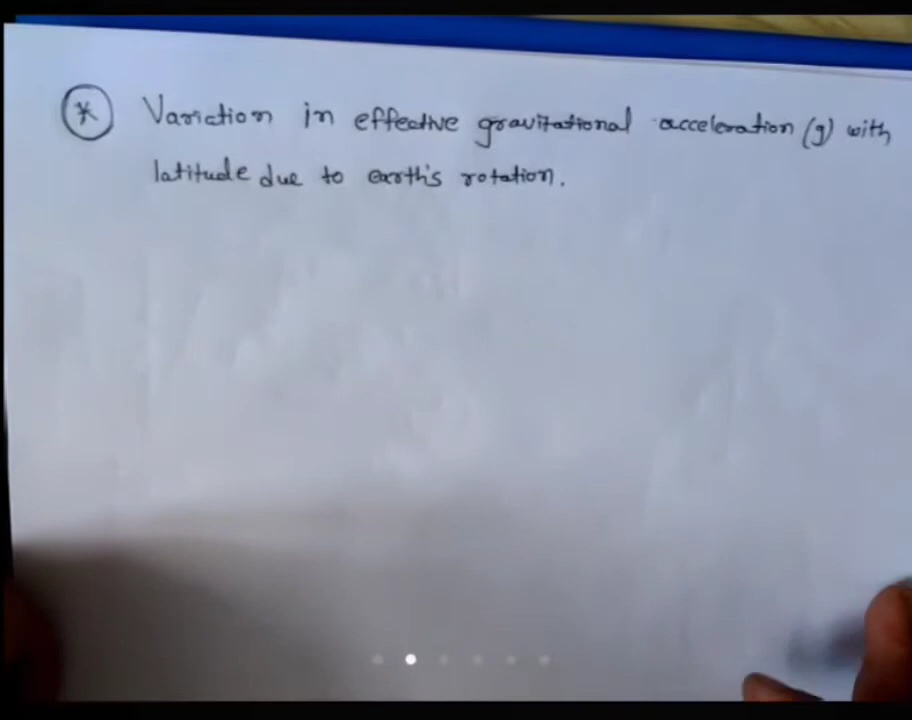 * Variation in effective gravitational acceleration (g) with
latitude due to earth's rotation.